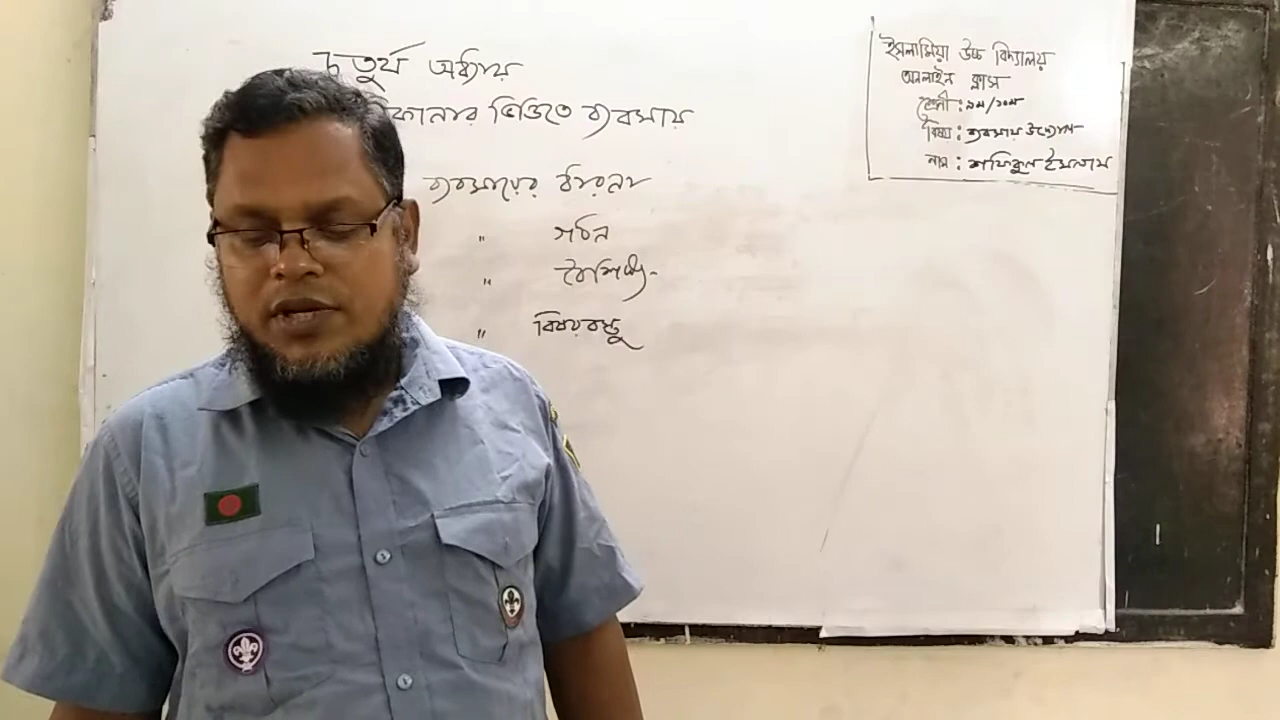 চতুর্থ অধ্যায়
কানার ভিত্তিতে ব্যবসায়
ব্যবসায়ের ধারনা
" গঠন
" বৈশিষ্ট্য
" বিষয়বস্তু
ইসলামিয়া উচ্চ বিদ্যালয়
অনলাইন ক্লাস
শ্রেণী : ৯ম/১০ম
বিষয় : ব্যবসায় উদ্যোগ
নাম : শফিকুল ইসলাম